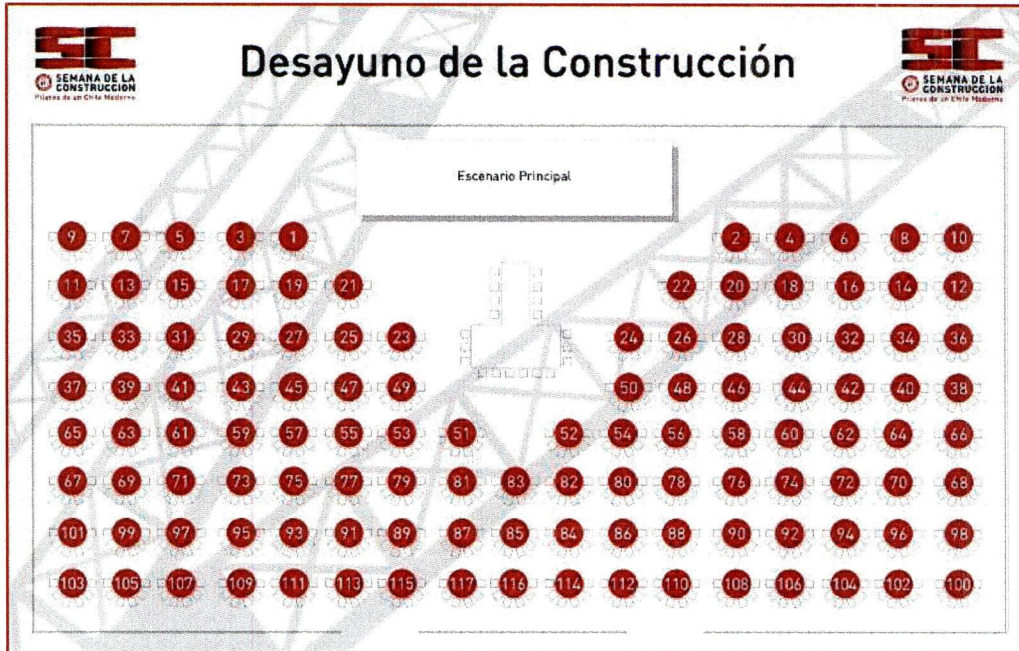 SC
SEMANA DE LA
CONSTRUCCION
Pilares de un Chile Moderno
Desayuno de la Construcción
SC
SEMANA DE LA
CONSTRUCCION
Pilares de un Chile Moderno
Escenario Principal
9 7 5 3 1 2 4 6 8 10
11 13 15 17 19 21 22 20 18 16 14 12
35 33 31 29 27 25 23 24 26 28 30 32 34 36
37 39 41 43 45 47 49 50 48 46 44 42 40 38
65 63 61 59 57 55 53 51 52 54 56 58 60 62 64 66
67 69 71 73 75 77 79 81 83 82 80 78 76 74 72 70 68
101 99 97 95 93 91 89 87 85 84 86 88 90 92 94 96 98
103 105 107 109 111 113 115 117 116 114 112 110 108 106 104 102 100